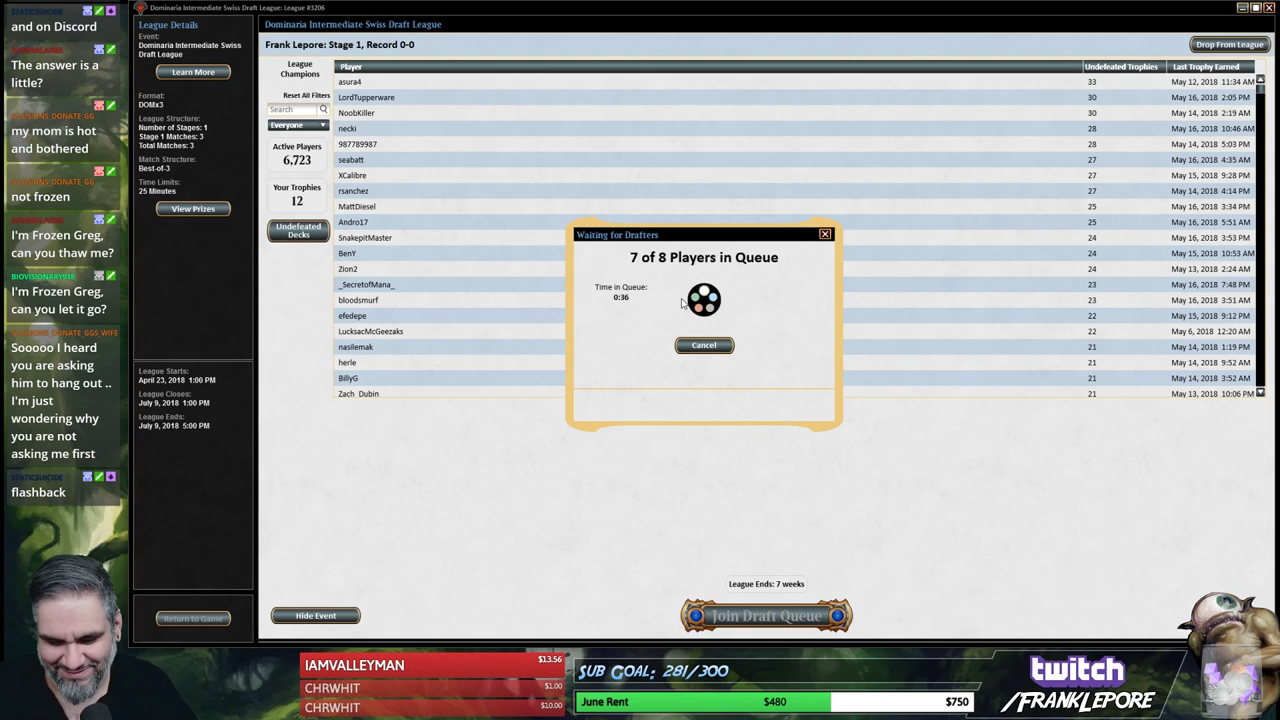 Dominaria Intermediate Swiss Draft League: League #3206
STATICSUICIDE
and on Discord
The answer is a
little?
ILLUSIONS_DONATE_GG
my mom is hot
and bothered
ILLUSIONS_DONATE_GG
not frozen
I'm Frozen Greg,
can you thaw me?
BIOVISIONARY918
I'm Frozen Greg,
can you let it go?
Sooooo I heard
you are asking
him to hang out ..
I'm just
wondering why
you are not
asking me first
STATICSUICIDE
flashback
League Details
Event:
Dominaria Intermediate Swiss
Draft League
Learn More
Format:
DOMx3
League Structure:
Number of Stages: 1
Stage 1 Matches: 3
Total Matches: 3
Match Structure:
Best-of-3
Time Limits:
25 Minutes
View Prizes
League Starts:
April 23, 2018 1:00 PM
League Closes:
July 9, 2018 1:00 PM
League Ends:
July 9, 2018 5:00 PM
Return to Game
Dominaria Intermediate Swiss Draft League
Frank Lepore: Stage 1, Record 0-0
Drop From League
League
Champions
Reset All Filters
Search
Everyone
Active Players
6,723
Your Trophies
12
Undefeated
Decks
Player Undefeated Trophies Last Trophy Earned
asura4 33 May 12, 2018 11:34 AM
LordTupperware 30 May 16, 2018 2:05 PM
NoobKiller 30 May 14, 2018 2:19 AM
necki 28 May 16, 2018 10:46 AM
987789987 28 May 14, 2018 5:03 PM
seabatt 27 May 16, 2018 4:35 AM
XCalibre 27 May 15, 2018 9:28 PM
rsanchez 27 May 14, 2018 4:14 PM
MattDiesel 25 May 16, 2018 3:34 PM
Andro17 25 May 16, 2018 5:51 AM
SnakepitMaster 24 May 16, 2018 3:53 PM
BenY 24 May 15, 2018 10:53 AM
Zion2 24 May 13, 2018 2:24 AM
_SecretofMana_ 23 May 16, 2018 7:48 PM
bloodsmurf 23 May 16, 2018 3:51 AM
efedepe 22 May 15, 2018 9:12 PM
LucksacMcGeezaks 22 May 6, 2018 12:20 AM
nasilemak 21 May 14, 2018 1:19 PM
herle 21 May 14, 2018 9:52 AM
BillyG 21 May 14, 2018 3:52 AM
Zach_Dubin 21 May 13, 2018 10:06 PM
Waiting for Drafters
7 of 8 Players in Queue
Time in Queue:
0:36
Cancel
League Ends: 7 weeks
Hide Event
Join Draft Queue
IAMVALLEYMAN $13.56
CHRWHIT $1.00
CHRWHIT $10.00
SUB GOAL: 281/300
June Rent $480 $750
twitch
/FRANKLEPORE